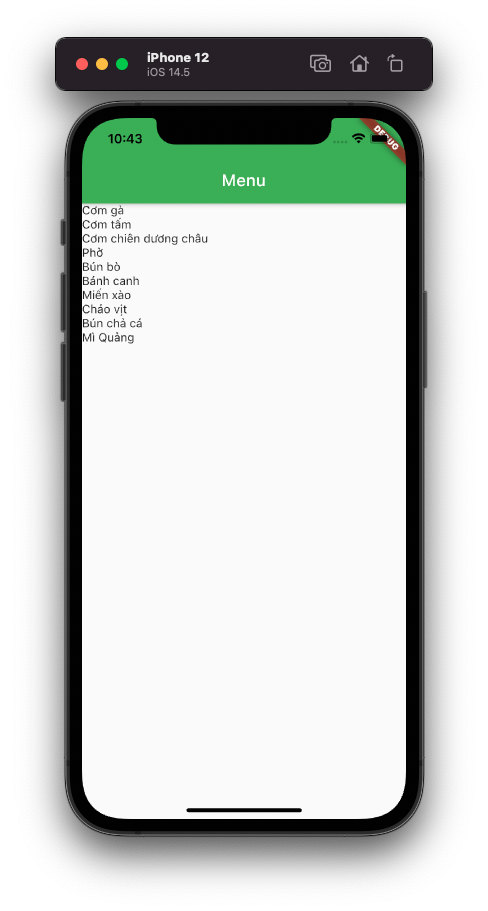 iPhone 12
iOS 14.5
10:43
DEBUG
Menu
Cơm gà
Cơm tấm
Cơm chiên dương châu
Phở
Bún bò
Bánh canh
Miến xào
Cháo vịt
Bún chả cá
Mì Quảng